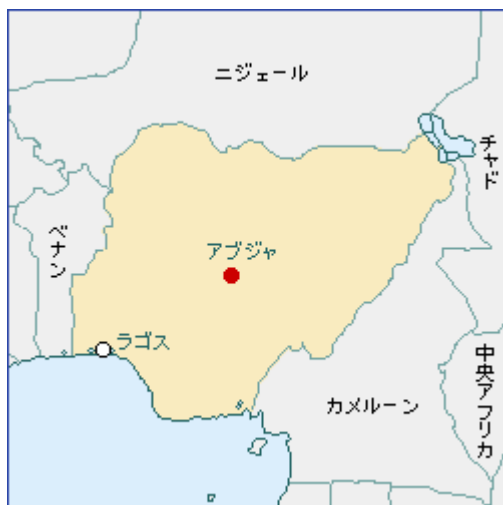 ニジェール
チャド
ベナン
アブジャ
ラゴス
カメルーン
中央アフリカ